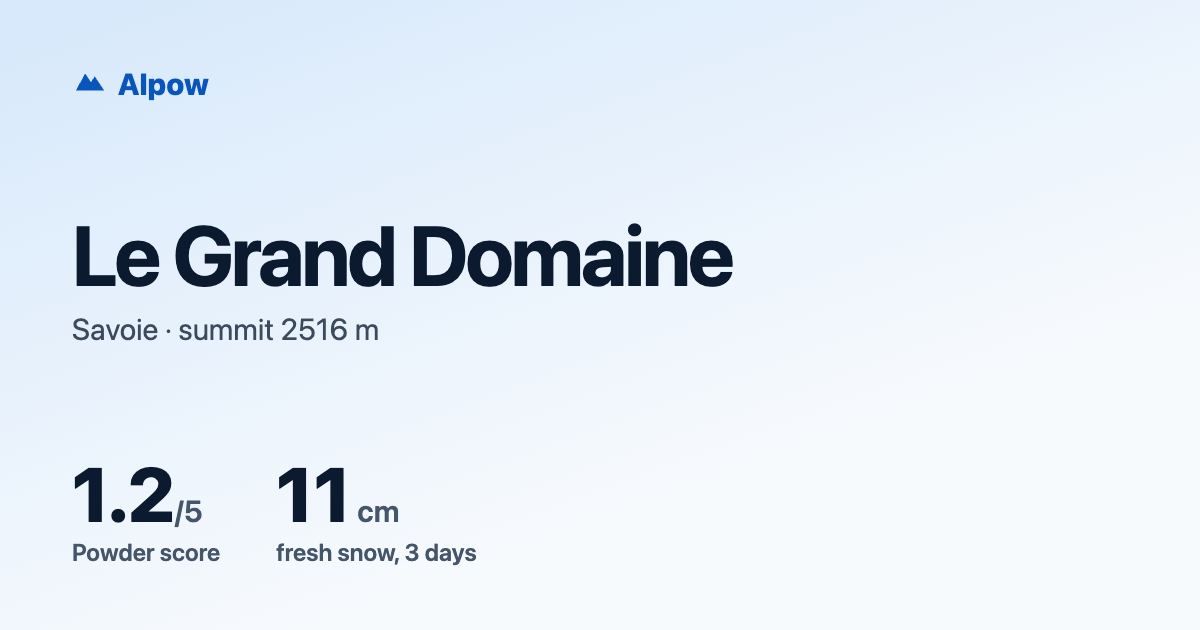 Alpow
Le Grand Domaine
Savoie · summit 2516 m
1.2/5 11 cm
Powder score fresh snow, 3 days